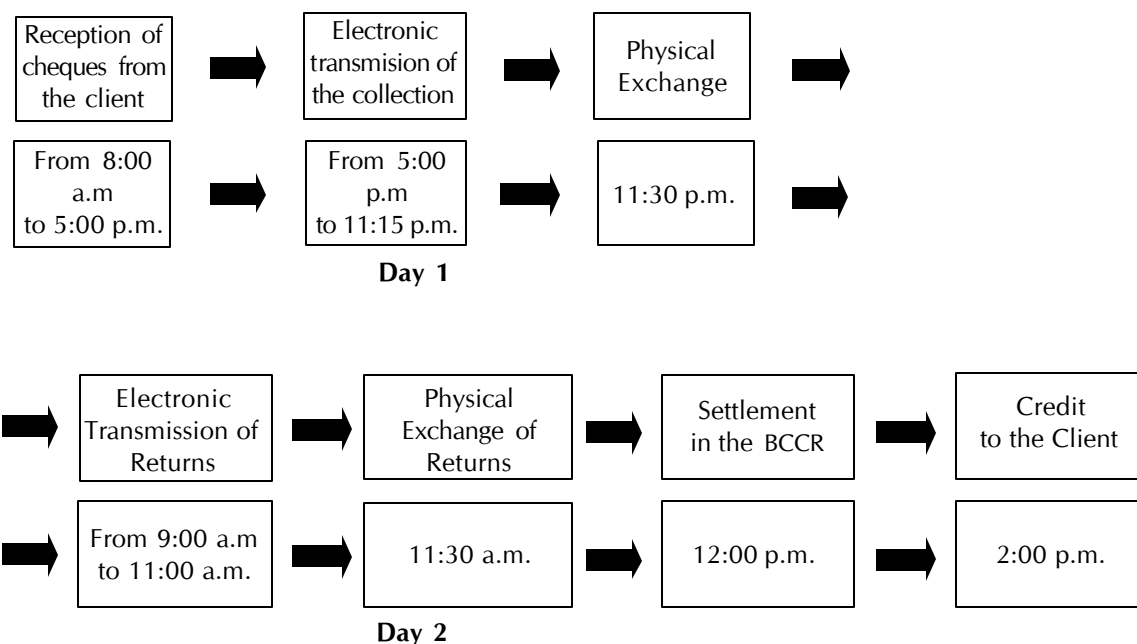 Reception of
cheques from
the client
Electronic
transmision of
the collection
Physical
Exchange
From 8:00
a.m
to 5:00 p.m.
From 5:00
p.m
to 11:15 p.m.
11:30 p.m.
Day 1
Electronic
Transmission of
Returns
Physical
Exchange of
Returns
Settlement
in the BCCR
Credit
to the Client
From 9:00 a.m
to 11:00 a.m.
11:30 a.m.
12:00 p.m.
2:00 p.m.
Day 2